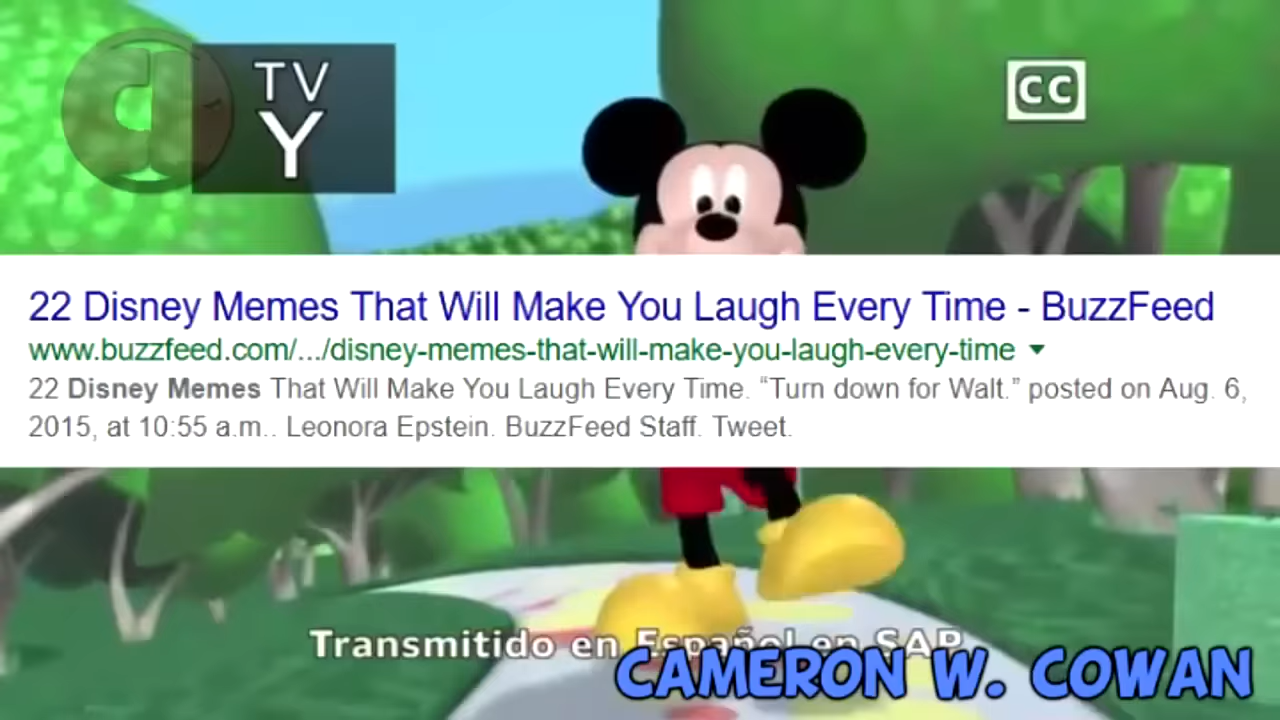 TV
Y
CC
22 Disney Memes That Will Make You Laugh Every Time - BuzzFeed
www.buzzfeed.com/.../disney-memes-that-will-make-you-laugh-every-time
22 Disney Memes That Will Make You Laugh Every Time. “Turn down for Walt.” posted on Aug. 6,
2015, at 10:55 a.m.. Leonora Epstein. BuzzFeed Staff. Tweet.
Transmitido en Español en SAP
CAMERON W. COWAN